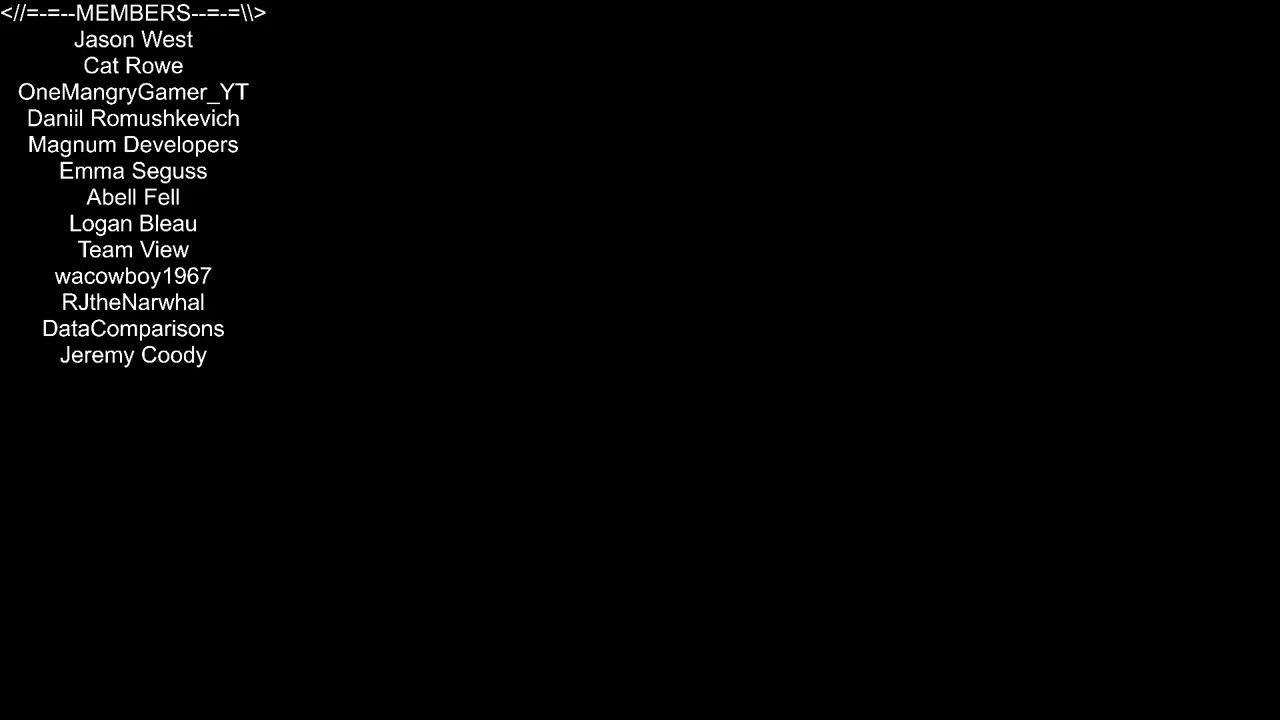 <//=-=--MEMBERS--=-=\\>
Jason West
Cat Rowe
OneMangryGamer_YT
Daniil Romushkevich
Magnum Developers
Emma Seguss
Abell Fell
Logan Bleau
Team View
wacowboy1967
RJtheNarwhal
DataComparisons
Jeremy Coody